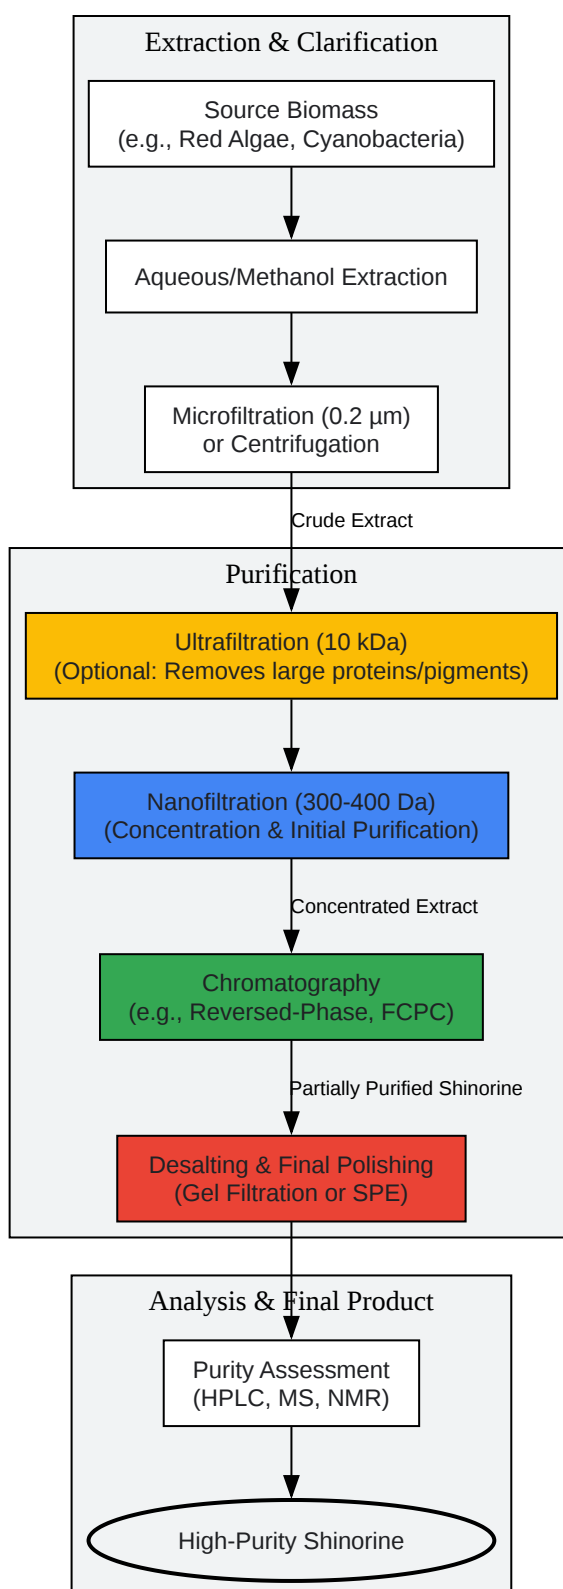 Extraction & Clarification
Source Biomass
(e.g., Red Algae, Cyanobacteria)
Aqueous/Methanol Extraction
Microfiltration (0.2 µm)
or Centrifugation
Crude Extract
Purification
Ultrafiltration (10 kDa)
(Optional: Removes large proteins/pigments)
Nanofiltration (300-400 Da)
(Concentration & Initial Purification)
Concentrated Extract
Chromatography
(e.g., Reversed-Phase, FCPC)
Partially Purified Shinorine
Desalting & Final Polishing
(Gel Filtration or SPE)
Analysis & Final Product
Purity Assessment
(HPLC, MS, NMR)
High-Purity Shinorine